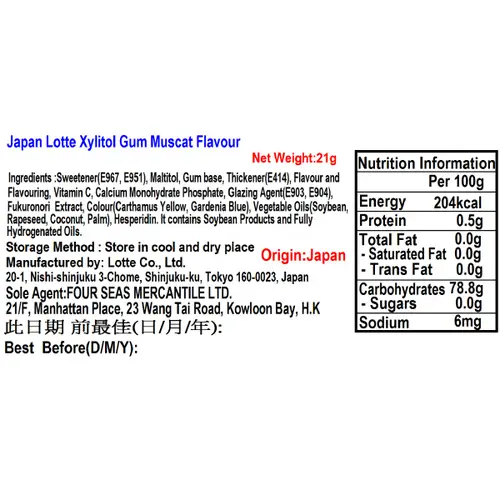 Japan Lotte Xylitol Gum Muscat Flavour
Net Weight:21g
Ingredients :Sweetener(E967, E951), Maltitol, Gum base, Thickener(E414), Flavour and
Flavouring, Vitamin C, Calcium Monohydrate Phosphate, Glazing Agent(E903, E904),
Fukuronori Extract, Colour(Carthamus Yellow, Gardenia Blue), Vegetable Oils(Soybean,
Rapeseed, Coconut, Palm), Hesperidin. It contains Soybean Products and Fully
Hydrogenated Oils.
Storage Method : Store in cool and dry place
Origin:Japan
Manufactured by: Lotte Co., Ltd.
20-1, Nishi-shinjuku 3-Chome, Shinjuku-ku, Tokyo 160-0023, Japan
Sole Agent:FOUR SEAS MERCANTILE LTD.
21/F, Manhattan Place, 23 Wang Tai Road, Kowloon Bay, H.K
此日期 前最佳(日/月/年):
Best Before(D/M/Y):
Nutrition Information
Per 100g
Energy 204kcal
Protein 0.5g
Total Fat 0.0g
- Saturated Fat 0.0g
- Trans Fat 0.0g
Carbohydrates 78.8g
- Sugars 0.0g
Sodium 6mg